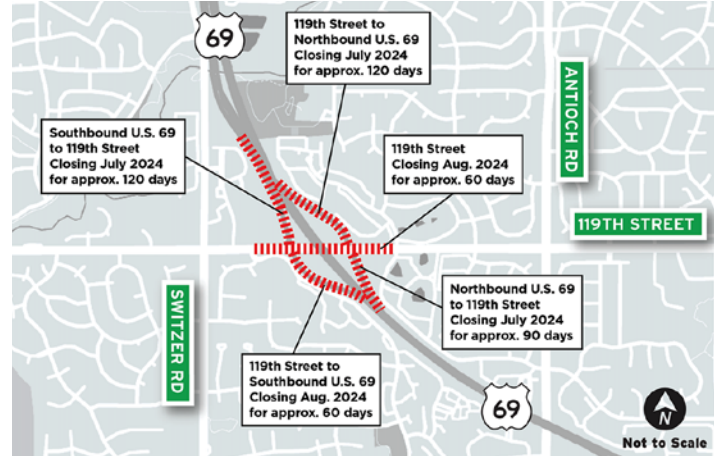 69
119th Street to
Northbound U.S. 69
Closing July 2024
for approx. 120 days
ANTIOCH RD
Southbound U.S. 69
to 119th Street
Closing July 2024
for approx. 120 days
119th Street
Closing Aug. 2024
for approx. 60 days
119TH STREET
SWITZER RD
Northbound U.S. 69
to 119th Street
Closing July 2024
for approx. 90 days
119th Street to
Southbound U.S. 69
Closing Aug. 2024
for approx. 60 days
69
N
Not to Scale